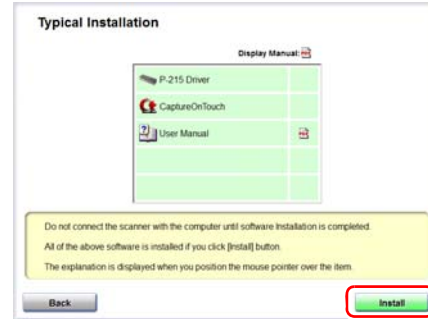 Typical Installation
Display Manual:
P-215 Driver
CaptureOnTouch
User Manual
Do not connect the scanner with the computer until software Installation is completed.
All of the above software is installed if you click [Install] button.
The explanation is displayed when you position the mouse pointer over the item.
Back
Install